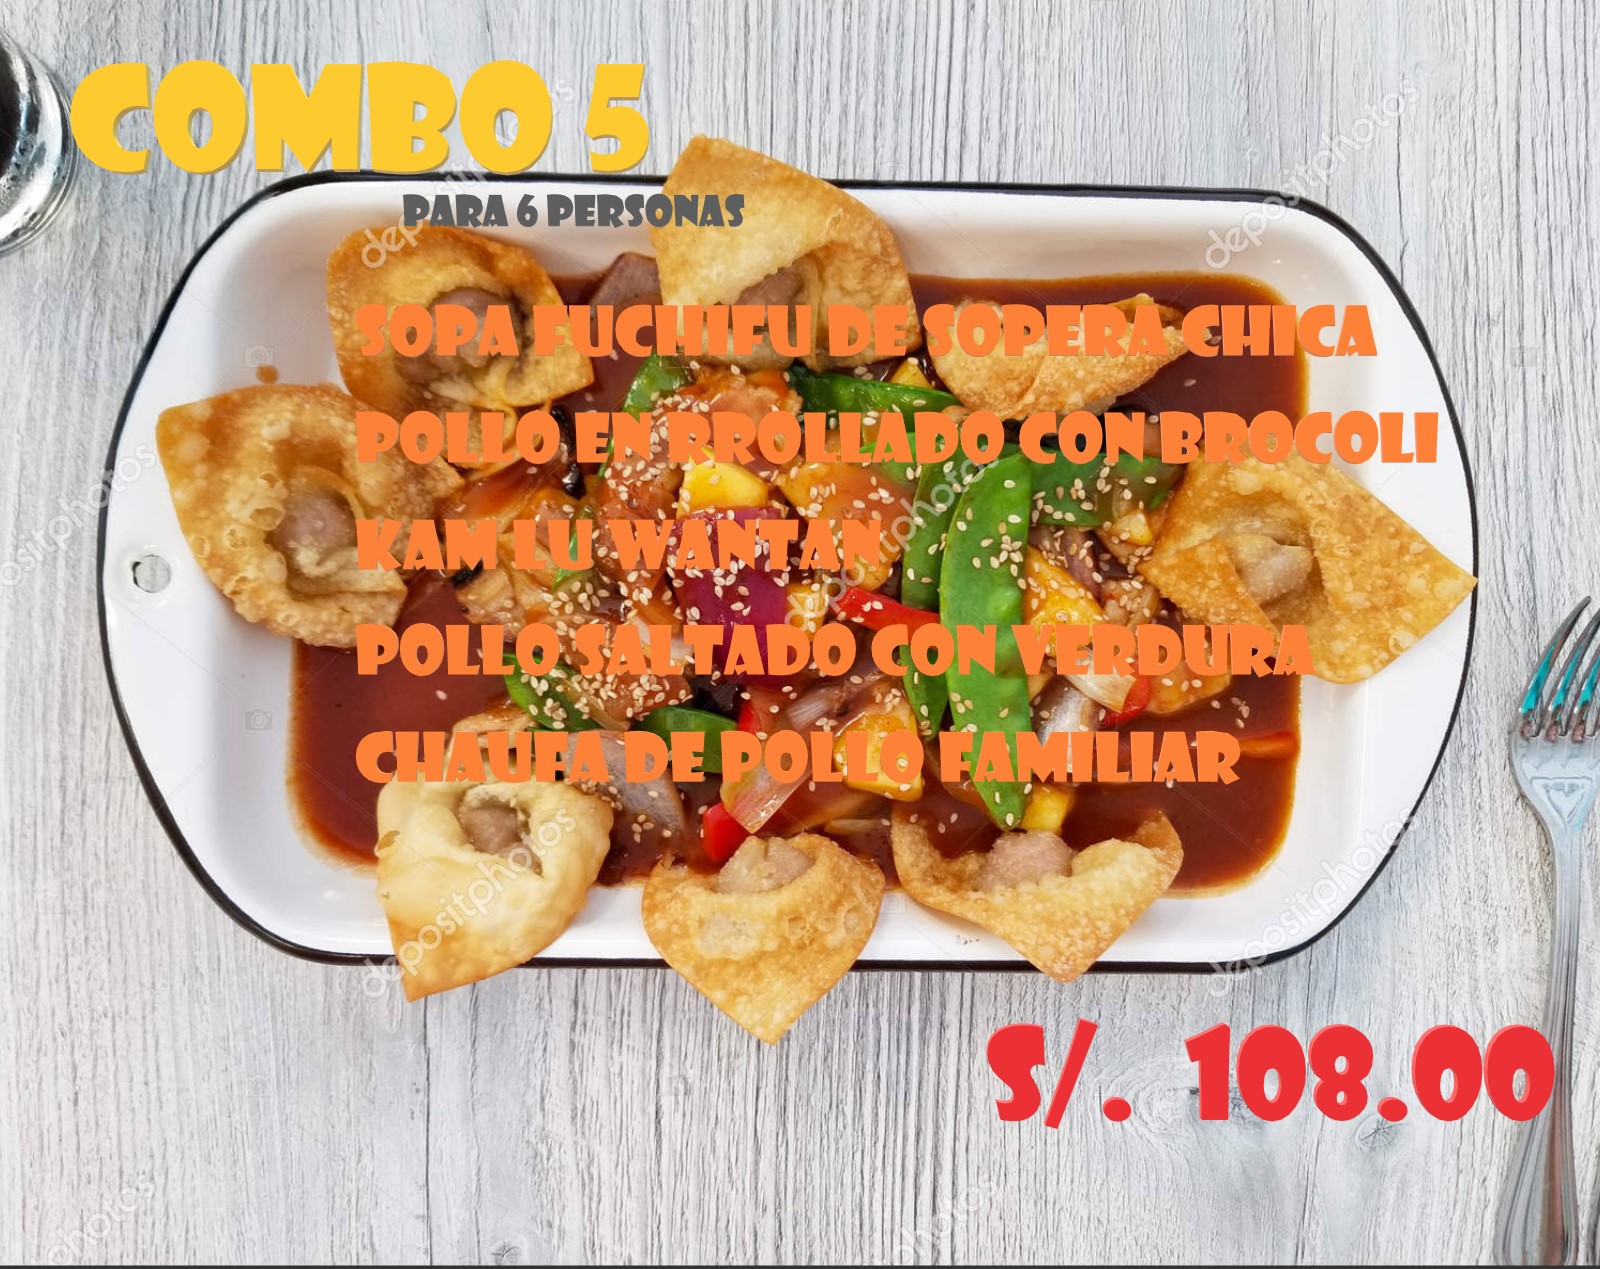 COMBO 5
PARA 6 PERSONAS
SOPA FUCHIFU DE SOPERA CHICA
POLLO EN RROLLADO CON BROCOLI
KAM LU WANTAN
POLLO SALTADO CON VERDURA
CHAUFA DE POLLO FAMILIAR
S/. 108.00
depositphotos